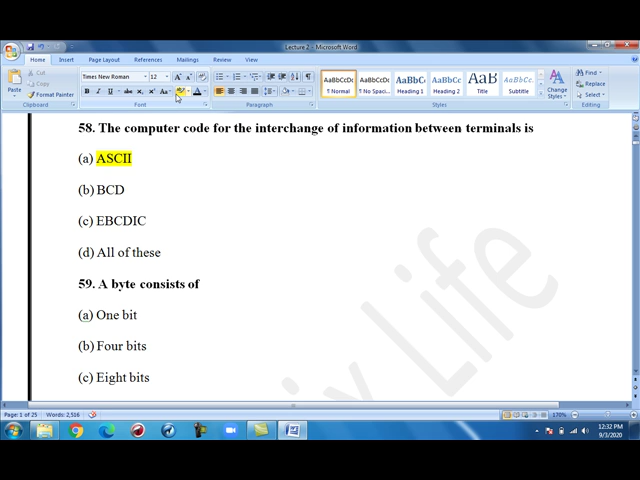 Lecture 2 - Microsoft Word
Home Insert Page Layout References Mailings Review View
Paste
Cut
Copy
Format Painter
Clipboard
Times New Roman 12
Font
Paragraph
AaBbCcDc AaBbCcDc AaBbC AaBbCc AaB AaBbCc
¶ Normal ¶ No Spaci... Heading 1 Heading 2 Title Subtitle
Change Styles
Styles
Find
Replace
Select
Editing
58. The computer code for the interchange of information between terminals is
(a) ASCII
(b) BCD
(c) EBCDIC
(d) All of these
59. A byte consists of
(a) One bit
(b) Four bits
(c) Eight bits
ix Life
Page: 1 of 25 Words: 2,516 170%
12:32 PM
9/3/2020